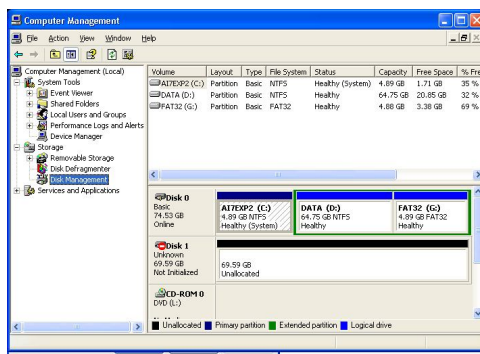 Computer Management
File Action View Window Help
Computer Management (Local)
System Tools
Event Viewer
Shared Folders
Local Users and Groups
Performance Logs and Alerts
Device Manager
Storage
Removable Storage
Disk Defragmenter
Disk Management
Services and Applications
Volume Layout Type File System Status Capacity Free Space % Fre
AI7EXP2 (C:) Partition Basic NTFS Healthy (System) 4.89 GB 1.71 GB 35 %
DATA (D:) Partition Basic NTFS Healthy 64.75 GB 20.85 GB 32 %
FAT32 (G:) Partition Basic FAT32 Healthy 4.88 GB 3.38 GB 69 %
Disk 0
Basic
74.53 GB
Online
AI7EXP2 (C:)
4.89 GB NTFS
Healthy (System)
DATA (D:)
64.75 GB NTFS
Healthy
FAT32 (G:)
4.89 GB FAT32
Healthy
Disk 1
Unknown
69.59 GB
Not Initialized
69.59 GB
Unallocated
CD-ROM 0
DVD (L:)
Unallocated Primary partition Extended partition Logical drive